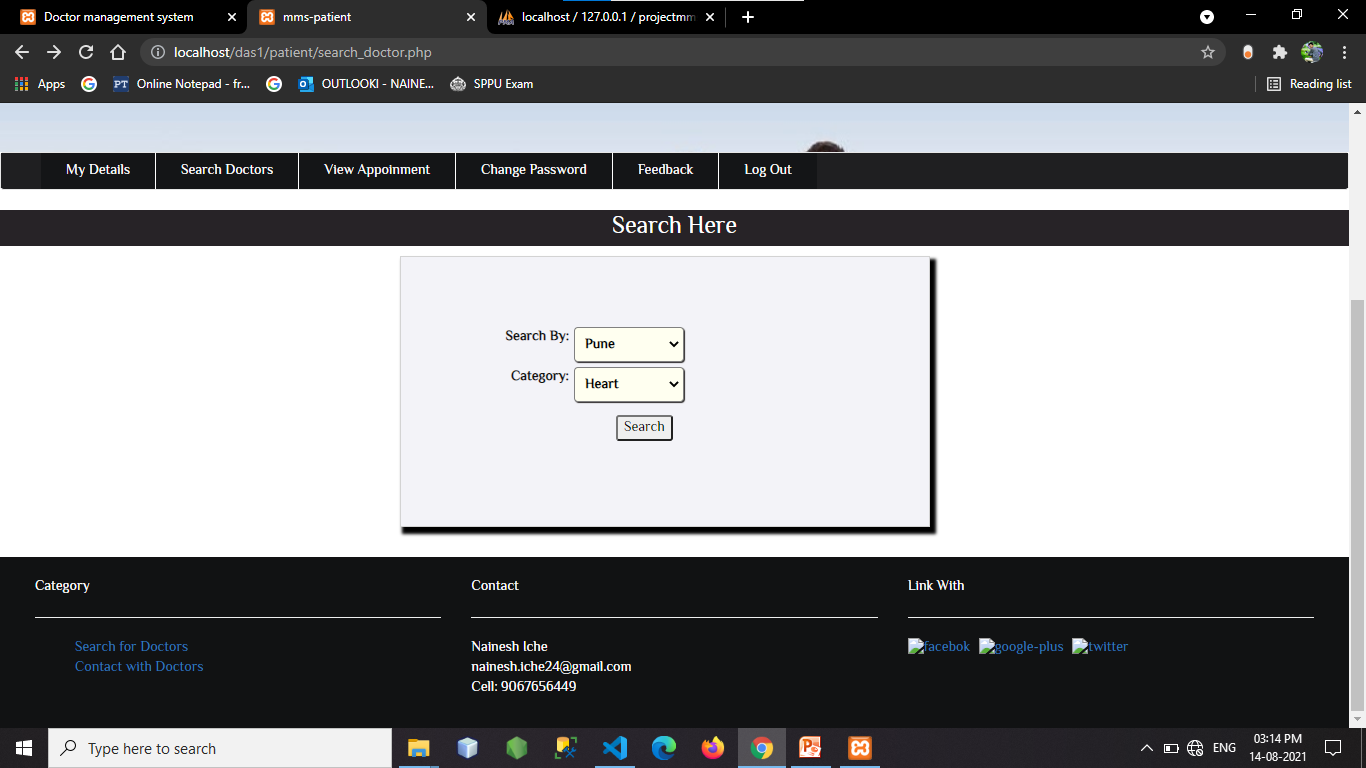 Doctor management system
mms-patient
localhost / 127.0.0.1 / projectmm
localhost/das1/patient/search_doctor.php
Apps
PT Online Notepad - fr...
OUTLOOKI - NAINE...
SPPU Exam
Reading list
My Details
Search Doctors
View Appoinment
Change Password
Feedback
Log Out
Search Here
Search By:
Pune
Category:
Heart
Search
Category
Search for Doctors
Contact with Doctors
Contact
Nainesh Iche
nainesh.iche24@gmail.com
Cell: 9067656449
Link With
facebok google-plus twitter
Type here to search
ENG
03:14 PM
14-08-2021